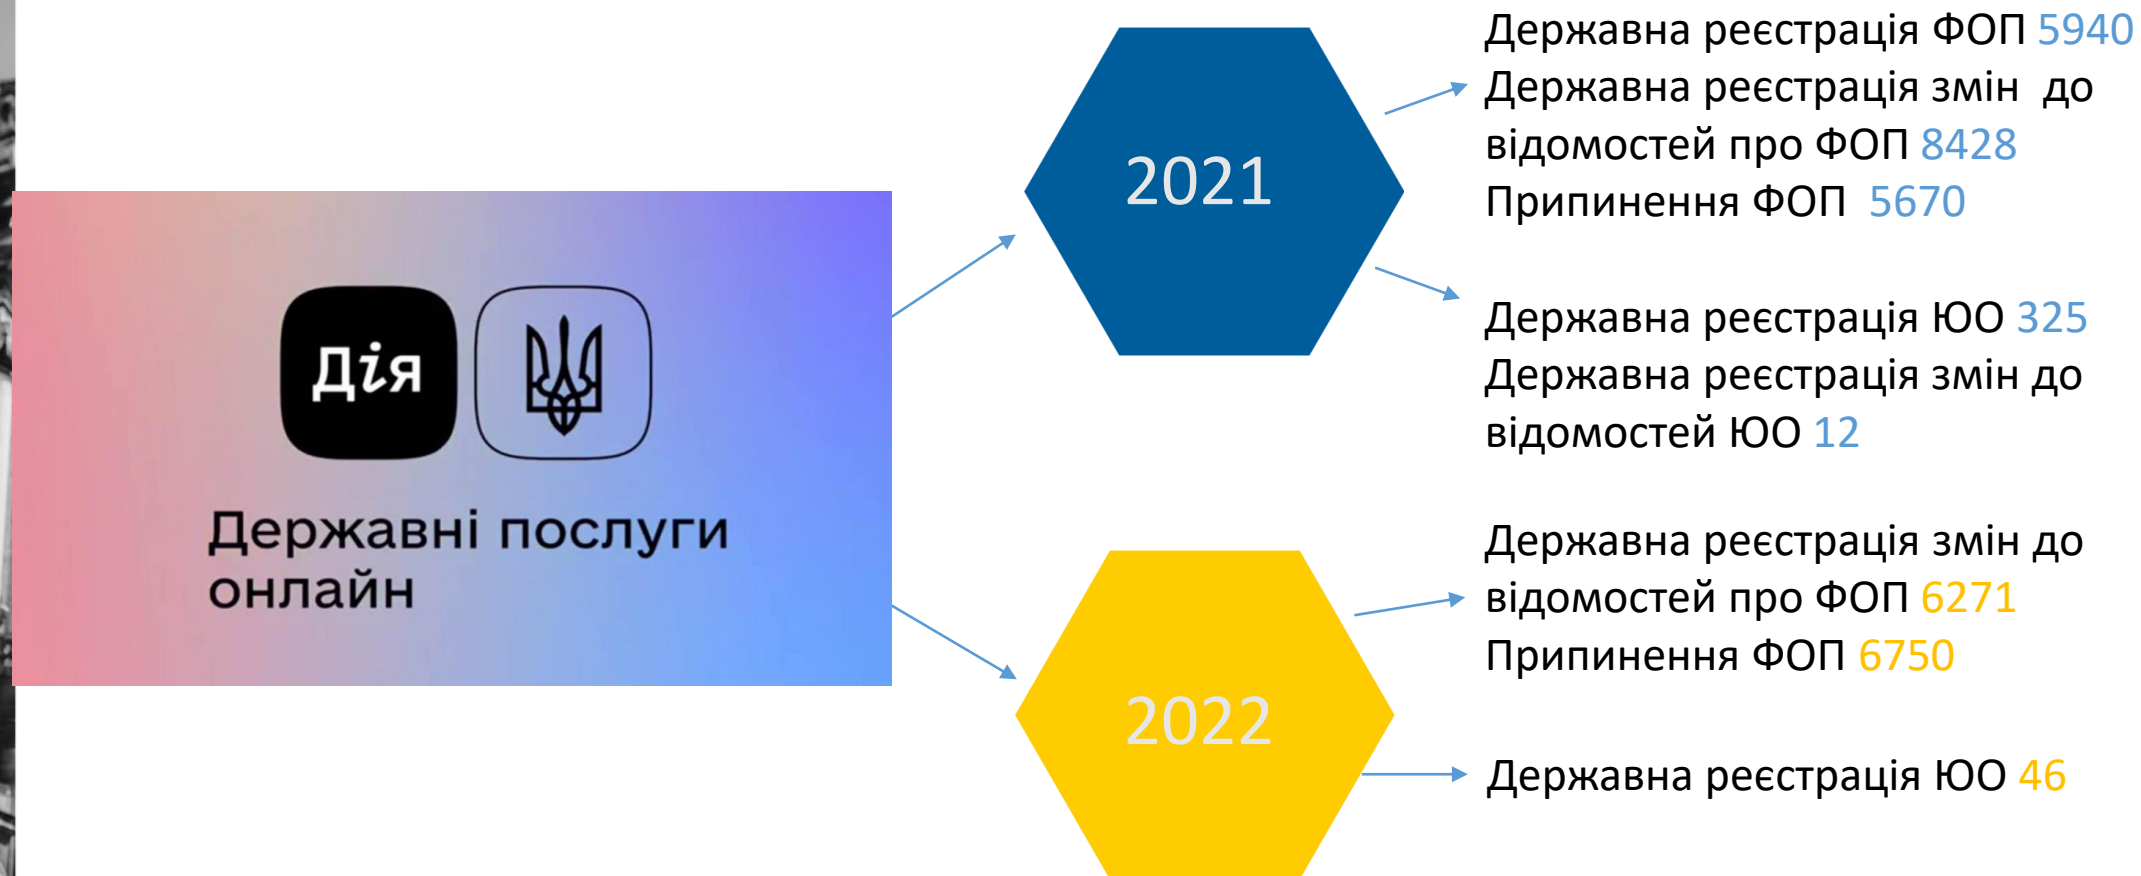 Дія
Державні послуги
онлайн
2021
Державна реєстрація ФОП 5940
Державна реєстрація змін до
відомостей про ФОП 8428
Припинення ФОП 5670
Державна реєстрація ЮО 325
Державна реєстрація змін до
відомостей ЮО 12
2022
Державна реєстрація змін до
відомостей про ФОП 6271
Припинення ФОП 6750
Державна реєстрація ЮО 46